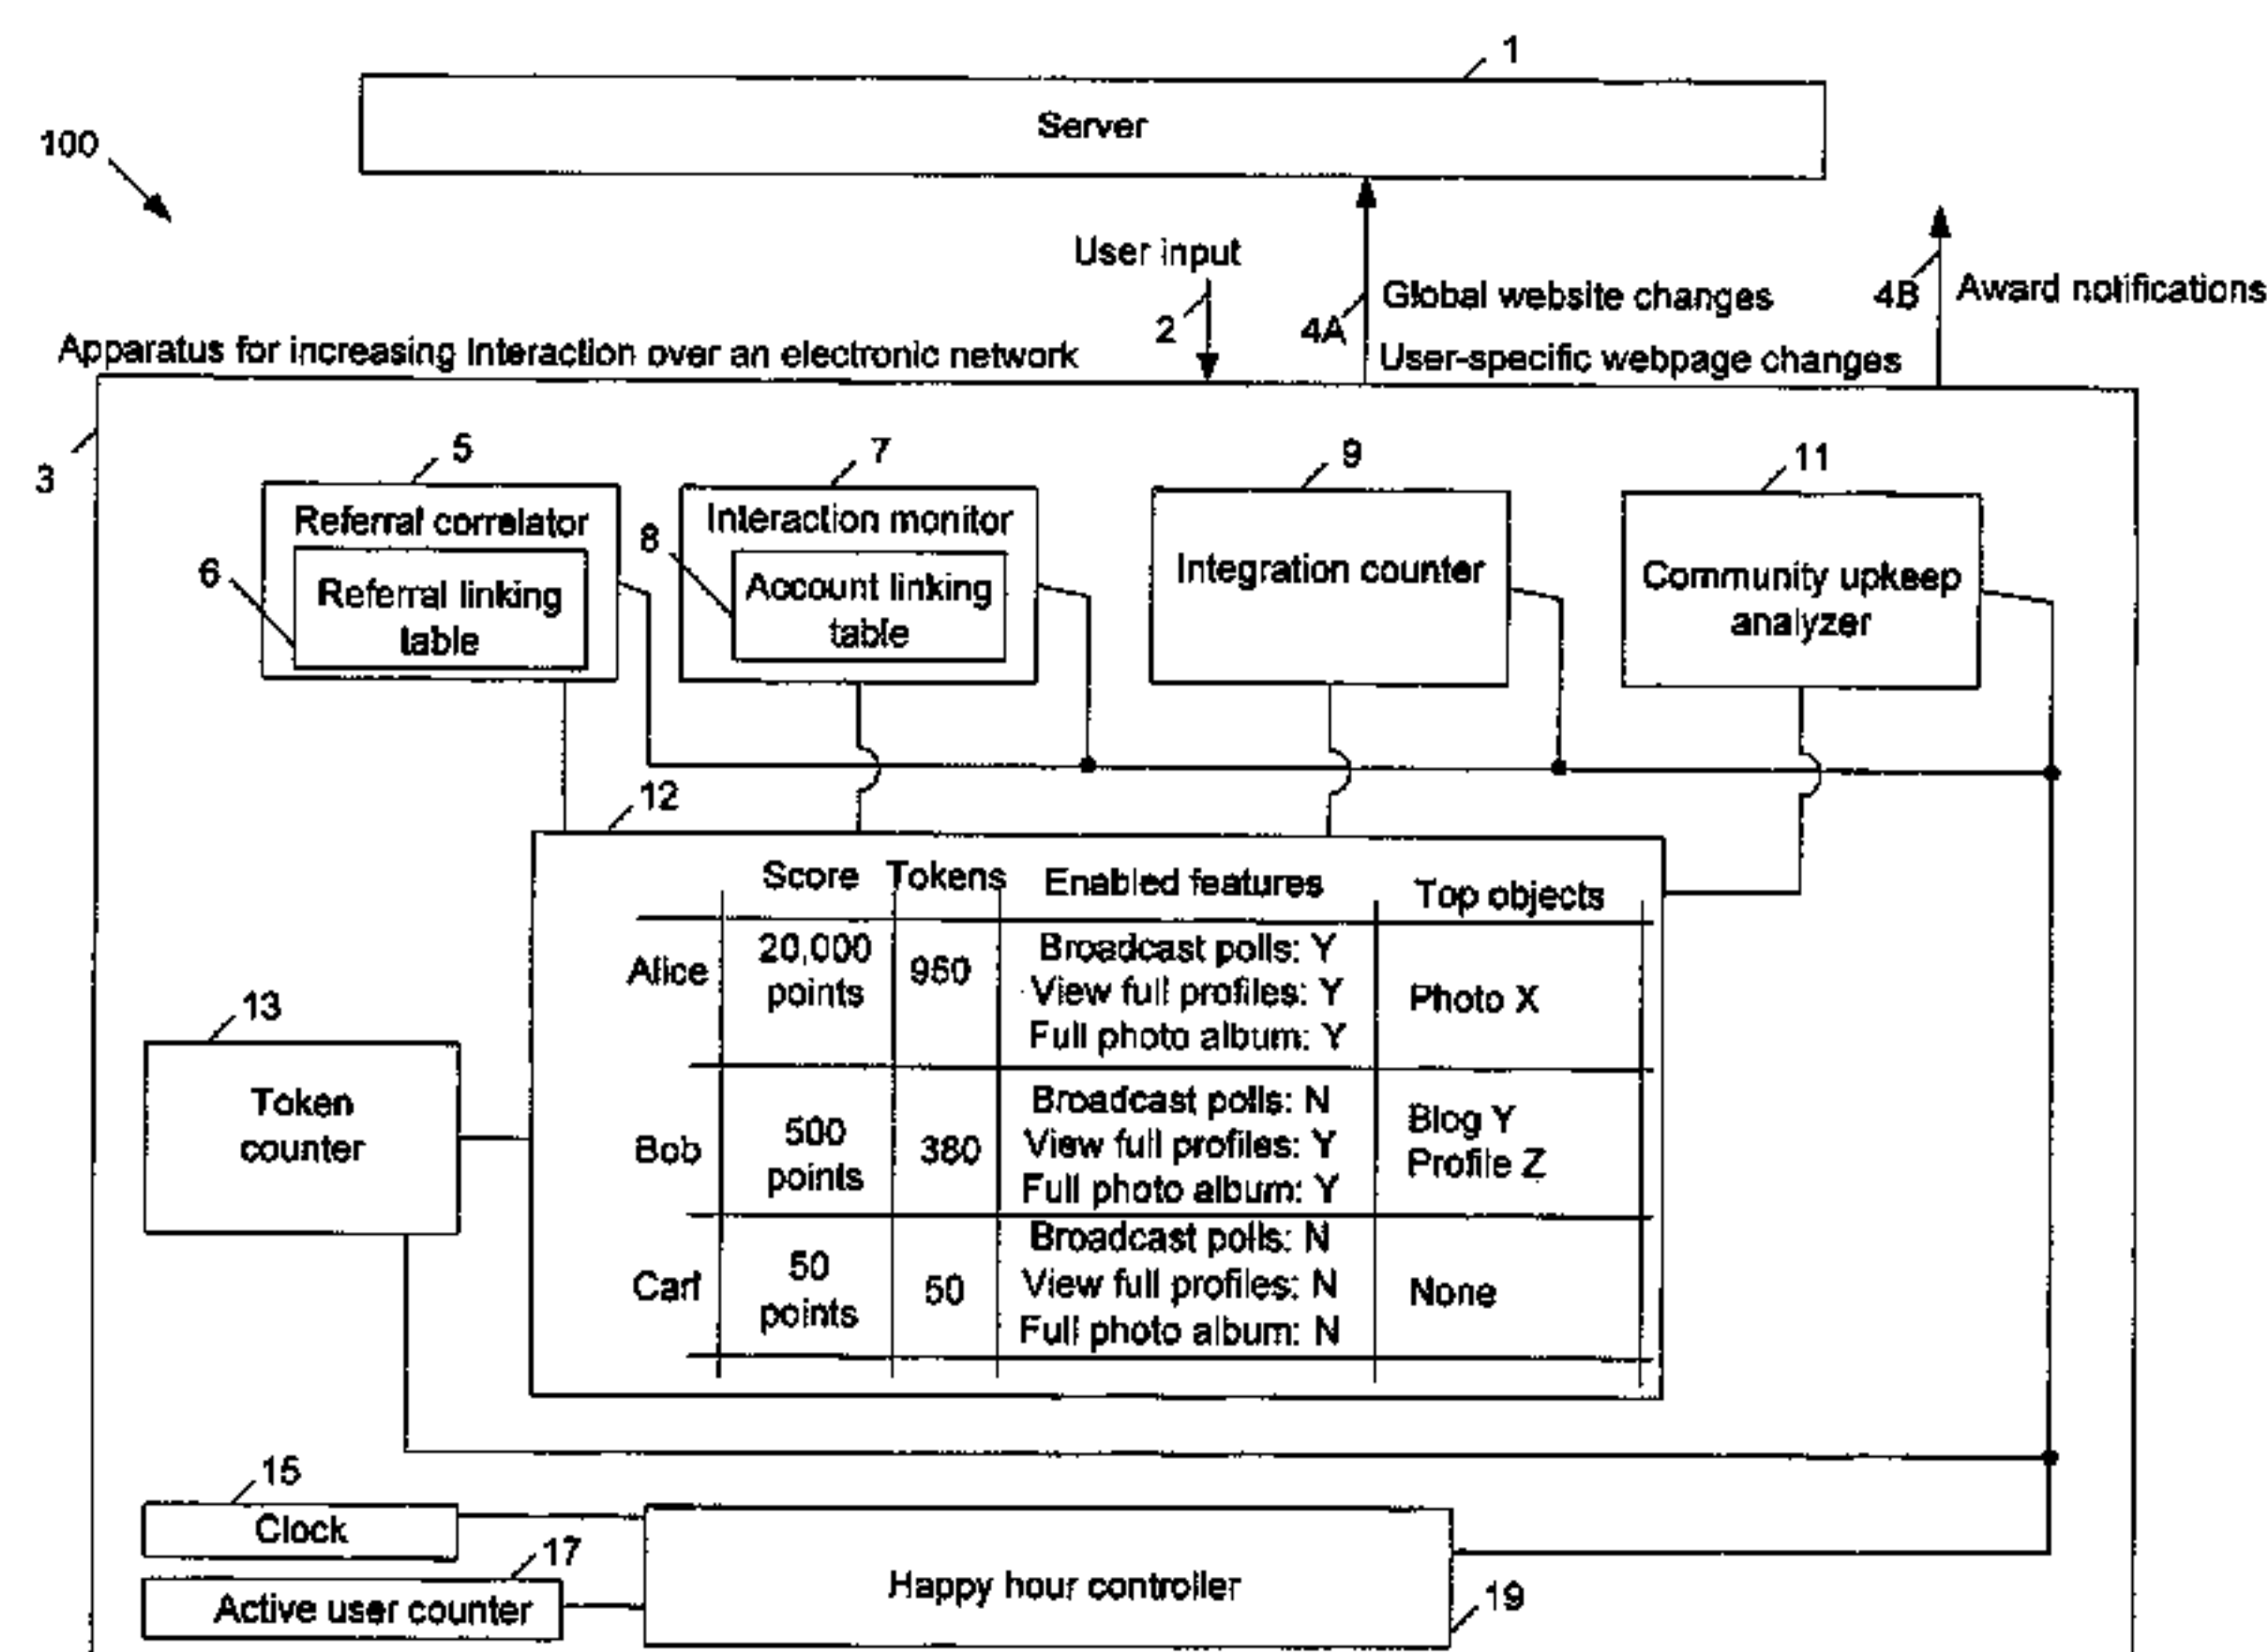 1
Server
100
User input
2
4A
Global website changes
User-specific webpage changes
4B
Award notifications
Apparatus for increasing Interaction over an electronic network
3
5
Referral correlator
6
Referral linking
table
7
Interaction monitor
8
Account linking
table
9
Integration counter
11
Community upkeep
analyzer
12
Score Tokens Enabled features Top objects
Alice
20,000
points
950
Broadcast polls: Y
View full profiles: Y
Full photo album: Y
Photo X
Bob
500
points
380
Broadcast polls: N
View full profiles: Y
Full photo album: Y
Blog Y
Profile Z
Carl
50
points
50
Broadcast polls: N
View full profiles: N
Full photo album: N
None
13
Token
counter
15
Clock
17
Active user counter
Happy hour controller
19